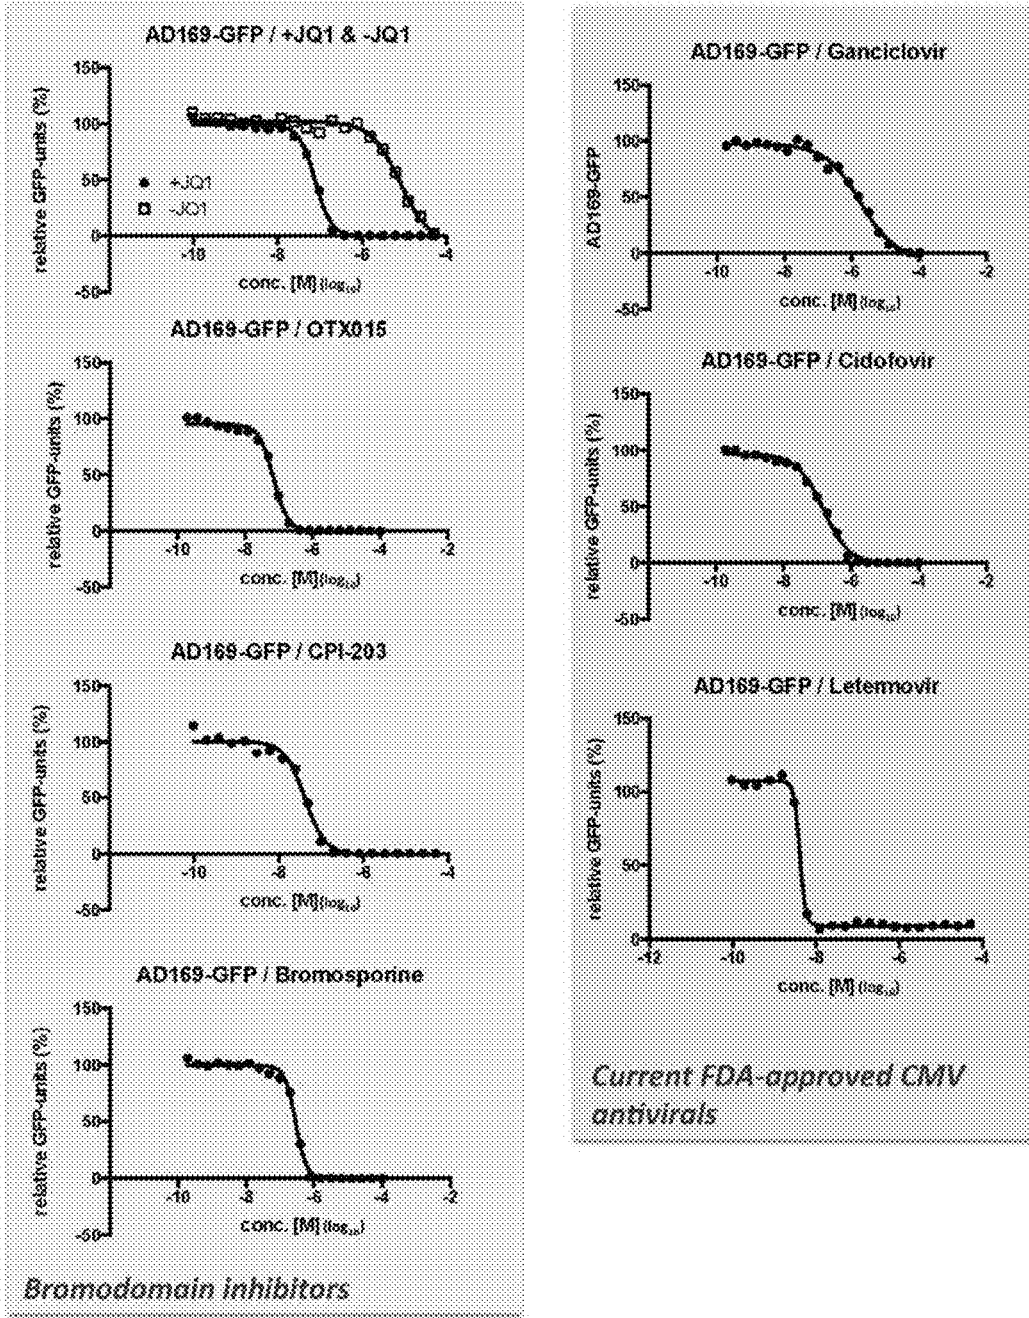 AD169-GFP / +JQ1 & -JQ1
relative GFP-units (%)
150
100
50
0
-50
+JQ1
-JQ1
-10
-8
-6
-4
conc. [M] (log₁₀)
AD169-GFP / OTX015
relative GFP-units (%)
150
100
50
0
-50
-10
-8
-6
-4
-2
conc. [M] (log₁₀)
AD169-GFP / CPI-203
relative GFP-units (%)
150
100
50
0
-50
-10
-8
-6
-4
conc. [M] (log₁₀)
AD169-GFP / Bromosporine
relative GFP-units (%)
150
100
50
0
-50
-10
-8
-6
-4
-2
conc. [M] (log₁₀)
Bromodomain inhibitors
AD169-GFP / Ganciclovir
AD169-GFP
150
100
50
0
-50
-10
-8
-6
-4
-2
conc. [M] (log₁₀)
AD169-GFP / Cidofovir
relative GFP-units (%)
150
100
50
0
-50
-10
-8
-6
-4
-2
conc. [M] (log₁₀)
AD169-GFP / Letermovir
relative GFP-units (%)
150
100
50
0
-12
-10
-8
-6
-4
conc. [M] (log₁₀)
Current FDA-approved CMV
antivirals